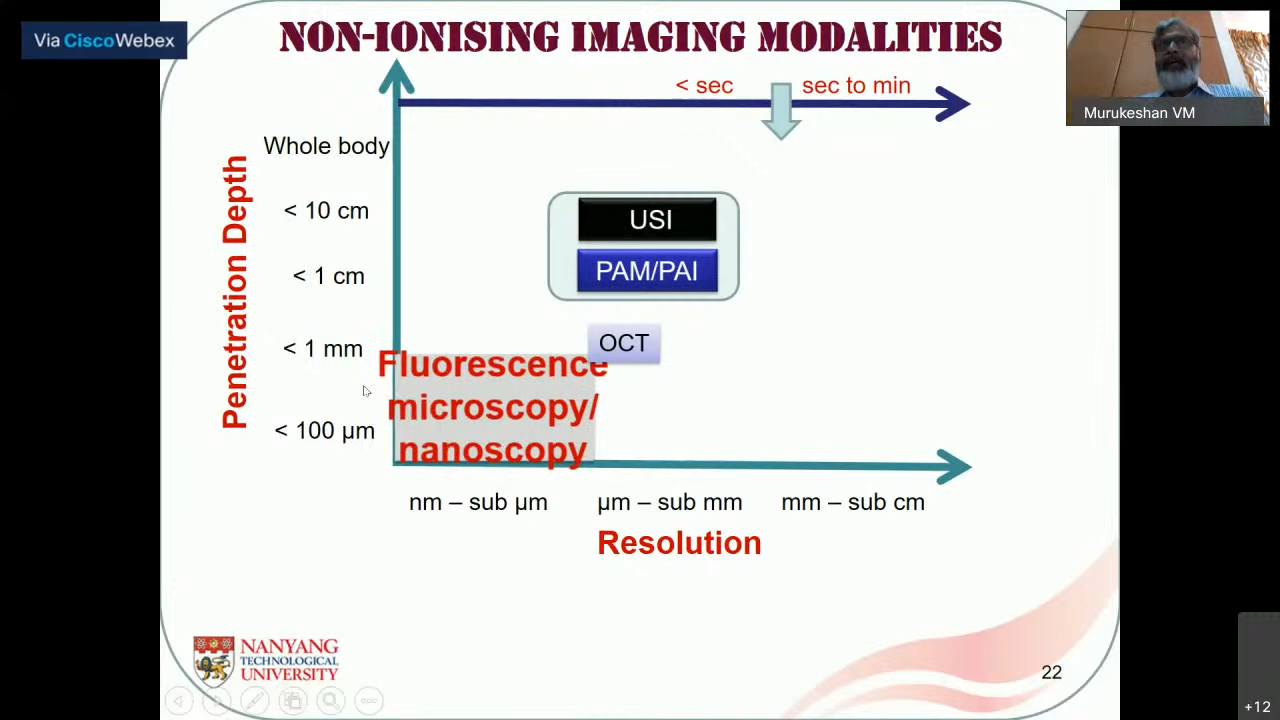 Via Cisco Webex
NON-IONISING IMAGING MODALITIES
< sec
sec to min
Murukeshan VM
Penetration Depth
Whole body
< 10 cm
< 1 cm
< 1 mm
< 100 µm
USI
PAM/PAI
OCT
Fluorescence
microscopy/
nanoscopy
nm – sub µm
µm – sub mm
mm – sub cm
Resolution
NANYANG
TECHNOLOGICAL
UNIVERSITY
22
+12